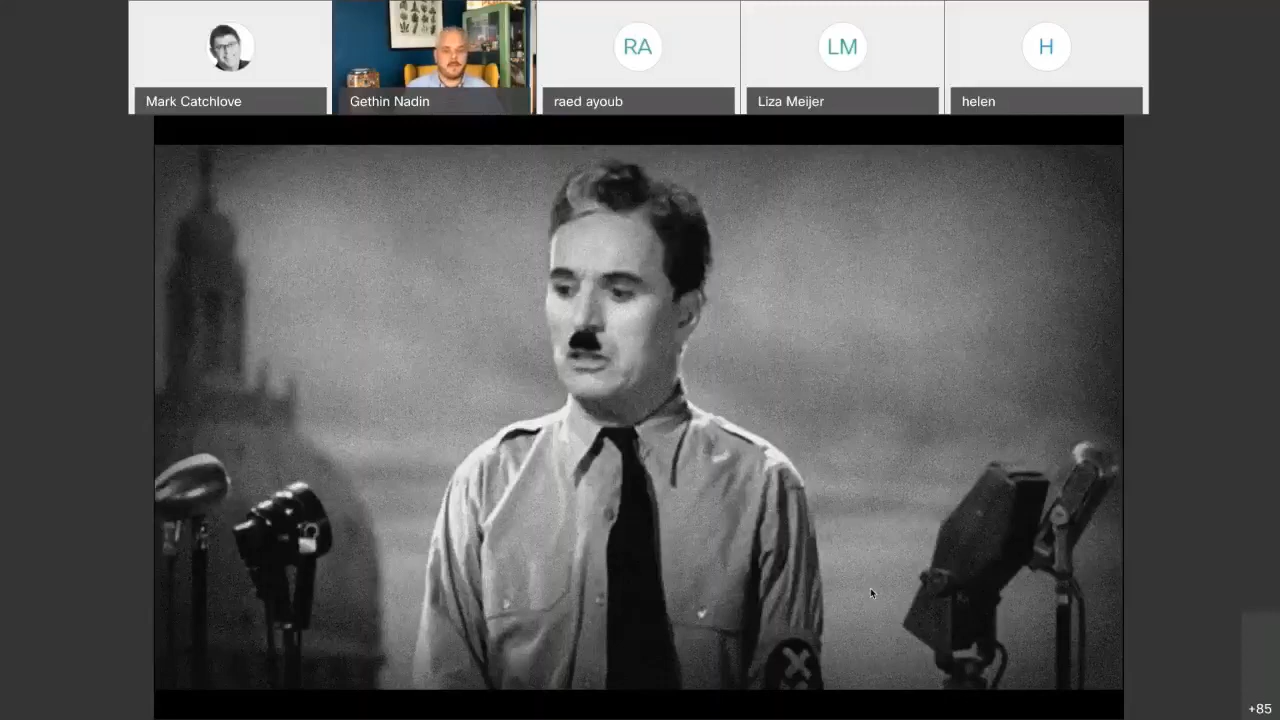 RA
LM
H
Mark Catchlove
Gethin Nadin
raed ayoub
Liza Meijer
helen
+85